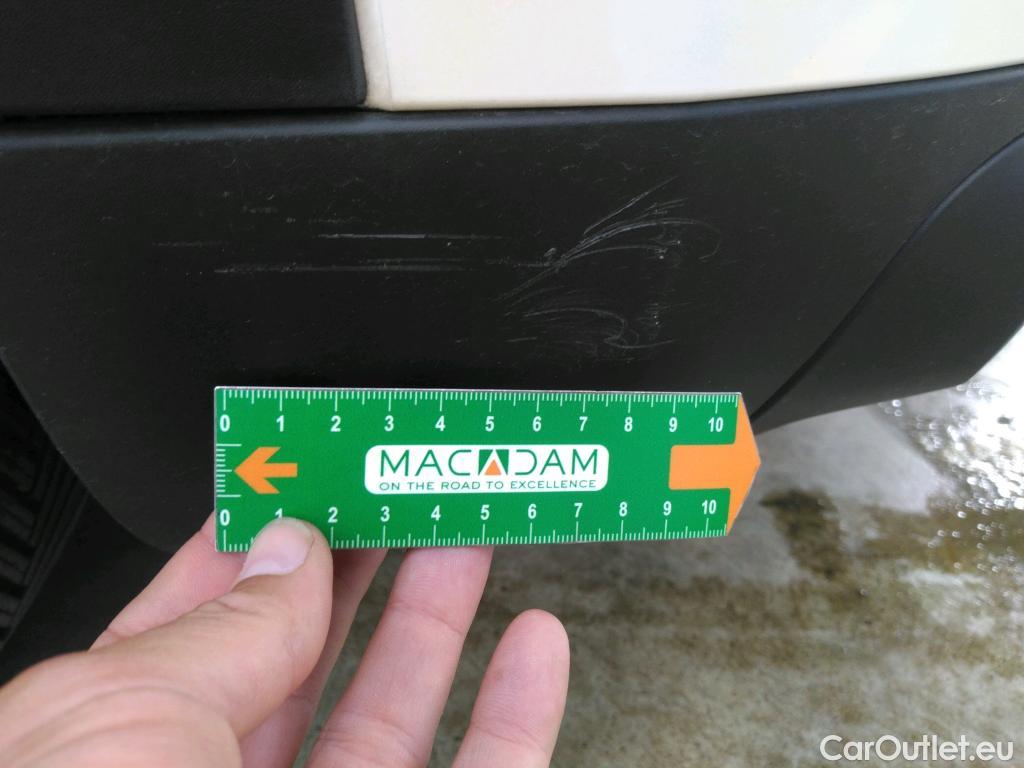 0 1 2 3 4 5 6 7 8 9 10
MACADAM
ON THE ROAD TO EXCELLENCE
0 1 2 3 4 5 6 7 8 9 10
CarOutlet.eu